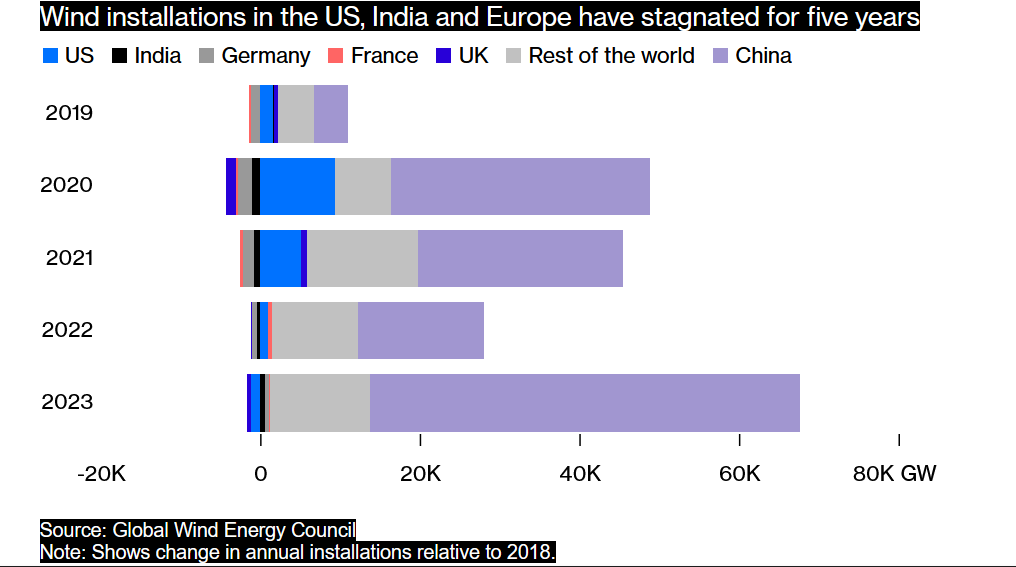 Wind installations in the US, India and Europe have stagnated for five years
US India Germany France UK Rest of the world China
2019
2020
2021
2022
2023
-20K 0 20K 40K 60K 80K GW
Source: Global Wind Energy Council
Note: Shows change in annual installations relative to 2018.